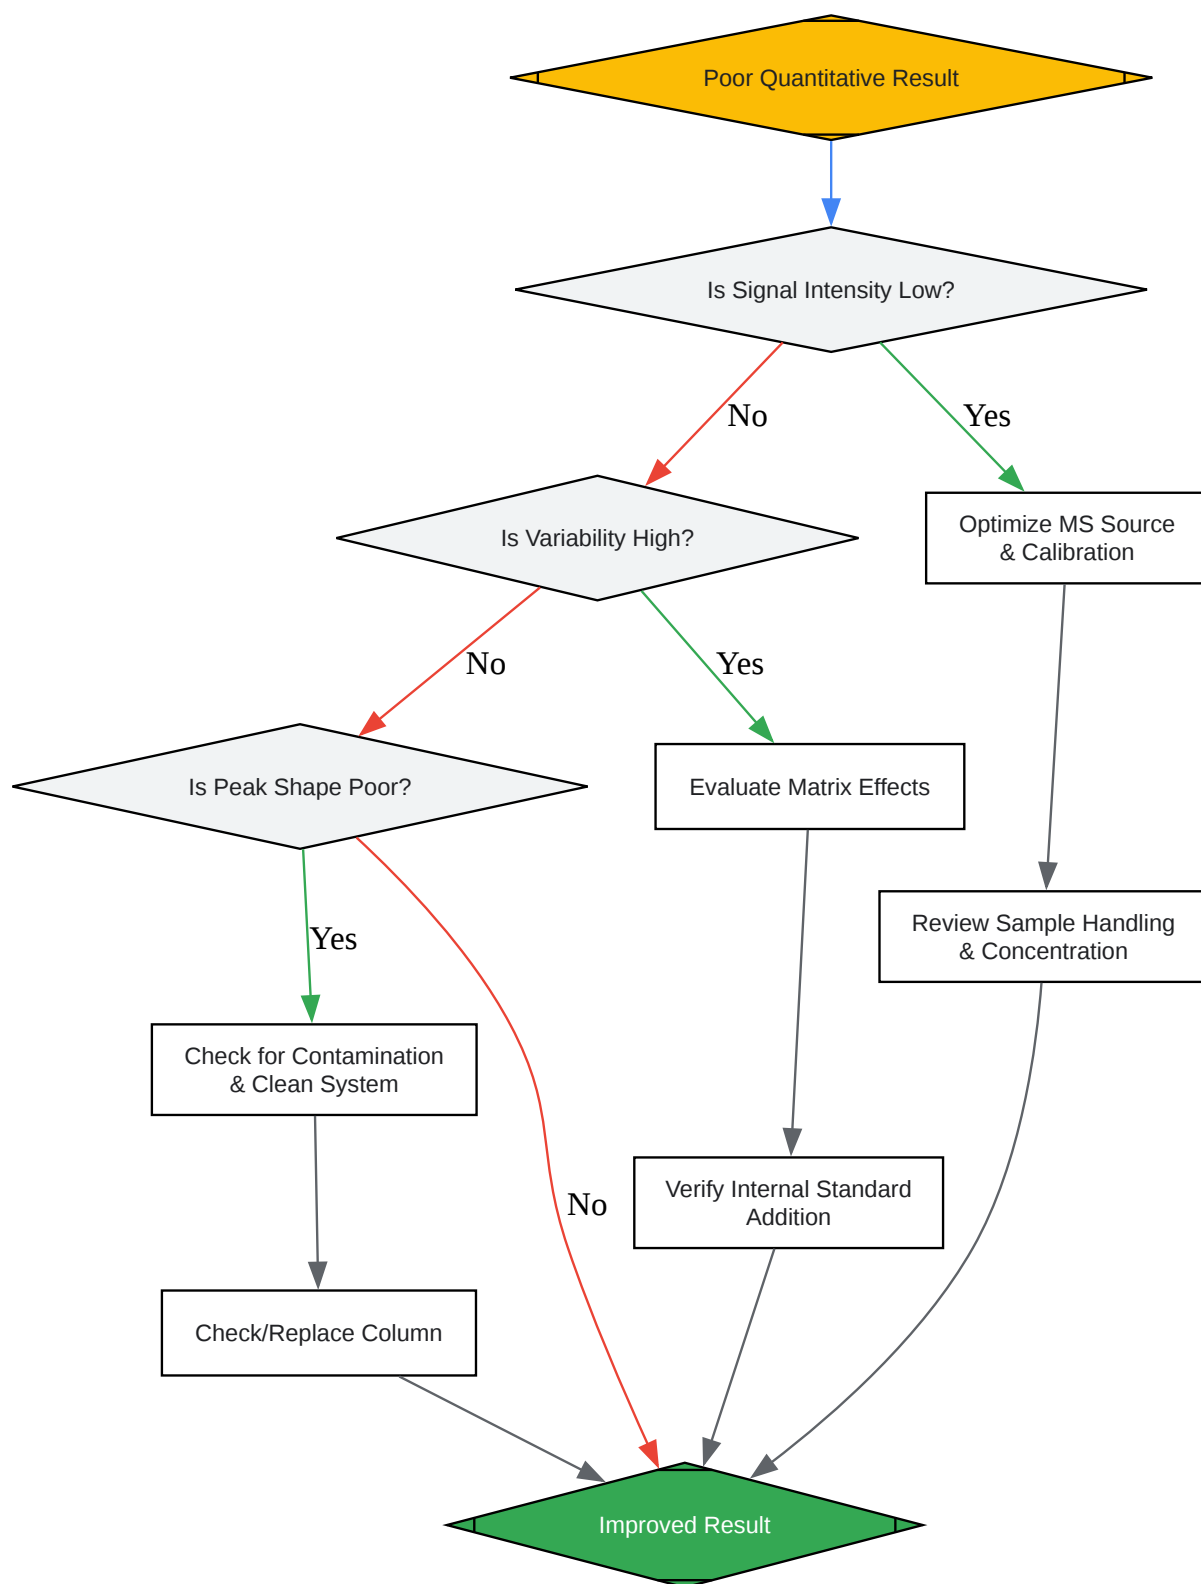 Poor Quantitative Result
Is Signal Intensity Low?
No
Yes
Is Variability High?
Optimize MS Source
& Calibration
No
Yes
Is Peak Shape Poor?
Evaluate Matrix Effects
Yes
Review Sample Handling
& Concentration
Check for Contamination
& Clean System
No
Verify Internal Standard
Addition
Check/Replace Column
Improved Result